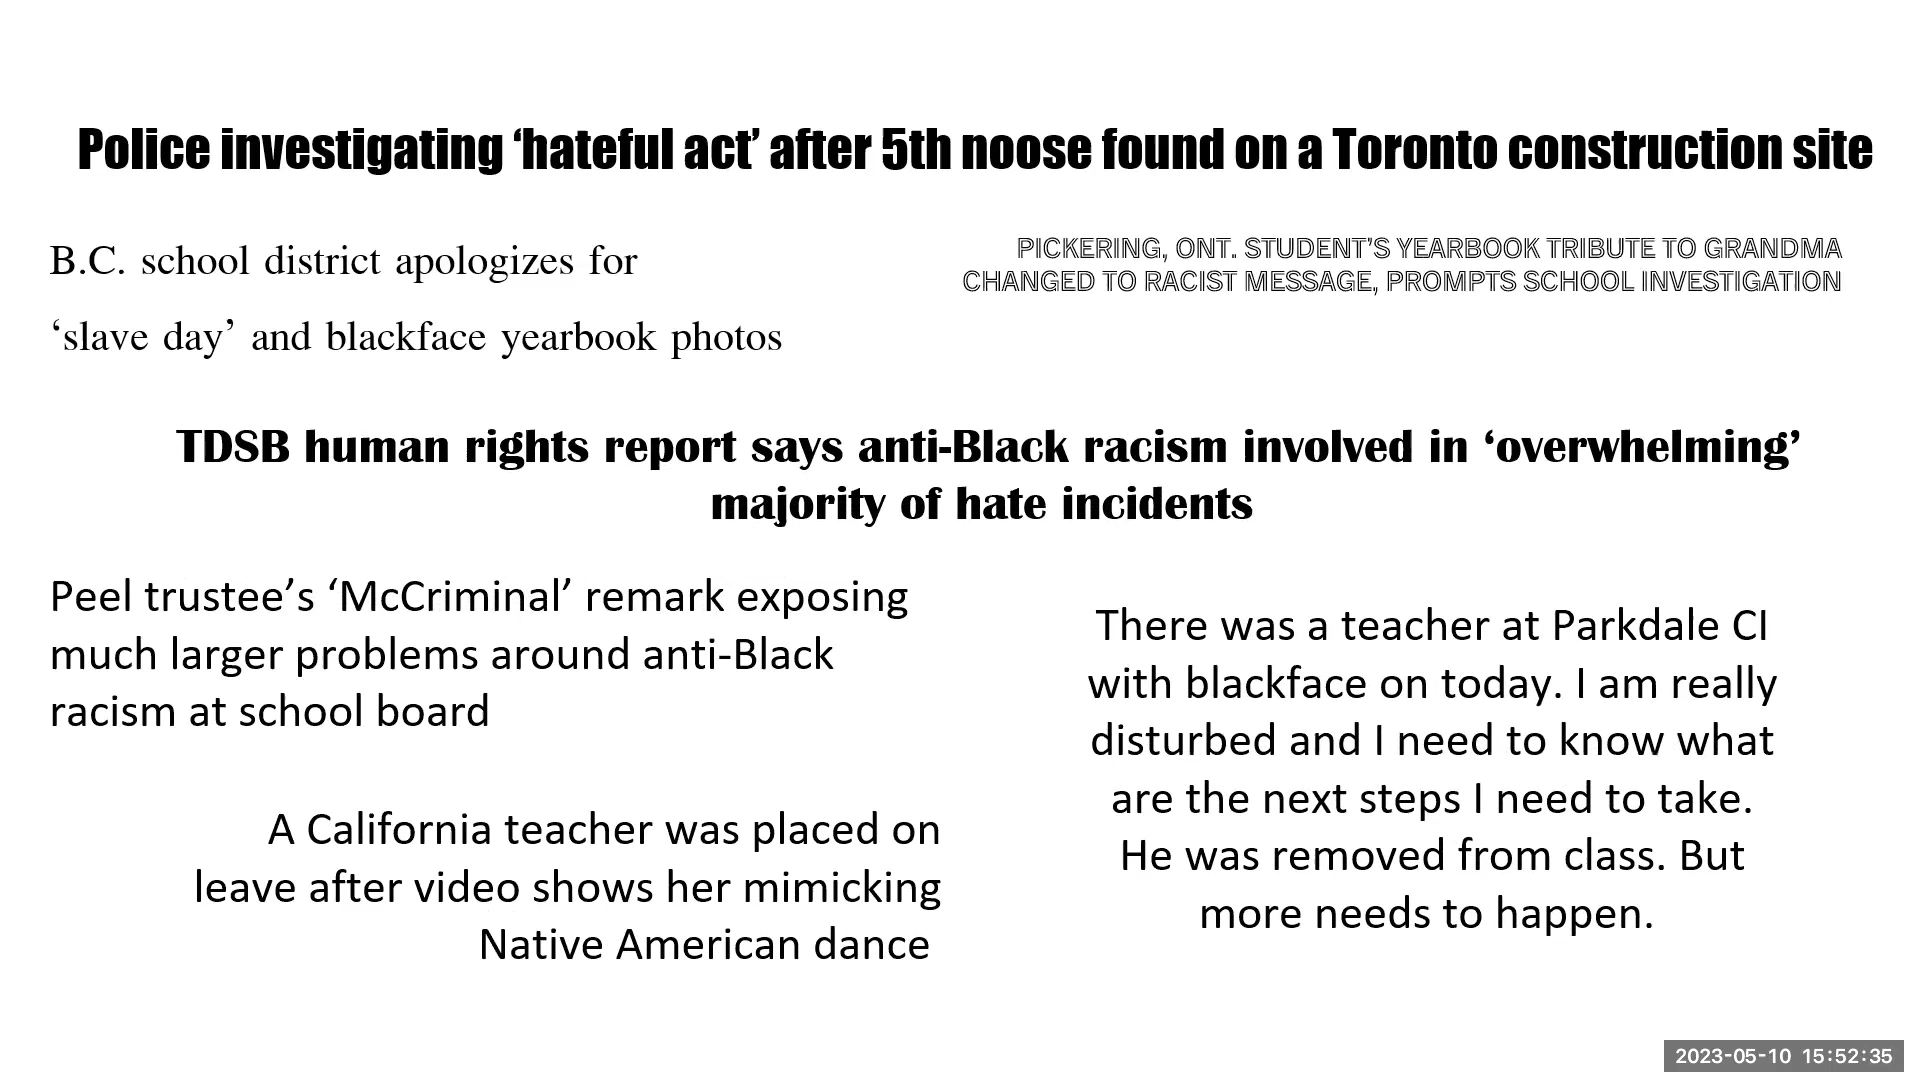 Police investigating ‘hateful act’ after 5th noose found on a Toronto construction site
B.C. school district apologizes for
‘slave day’ and blackface yearbook photos
PICKERING, ONT. STUDENT’S YEARBOOK TRIBUTE TO GRANDMA
CHANGED TO RACIST MESSAGE, PROMPTS SCHOOL INVESTIGATION
TDSB human rights report says anti-Black racism involved in ‘overwhelming’
majority of hate incidents
Peel trustee’s ‘McCriminal’ remark exposing
much larger problems around anti-Black
racism at school board
A California teacher was placed on
leave after video shows her mimicking
Native American dance
There was a teacher at Parkdale CI
with blackface on today. I am really
disturbed and I need to know what
are the next steps I need to take.
He was removed from class. But
more needs to happen.
2023-05-10 15:52:35